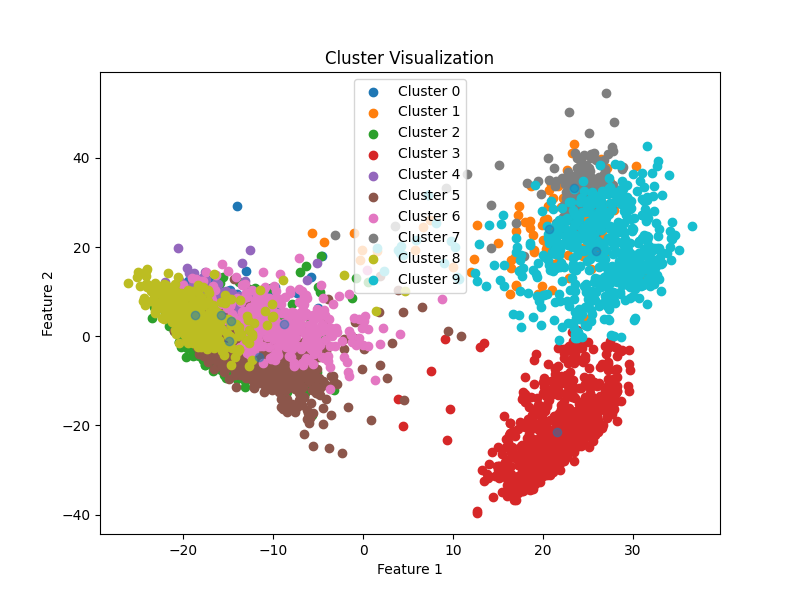 Cluster Visualization
Cluster 0
Cluster 1
Cluster 2
Cluster 3
Cluster 4
Cluster 5
Cluster 6
Cluster 7
Cluster 8
Cluster 9
Feature 2
40
20
0
−20
−40
−20 −10 0 10 20 30
Feature 1